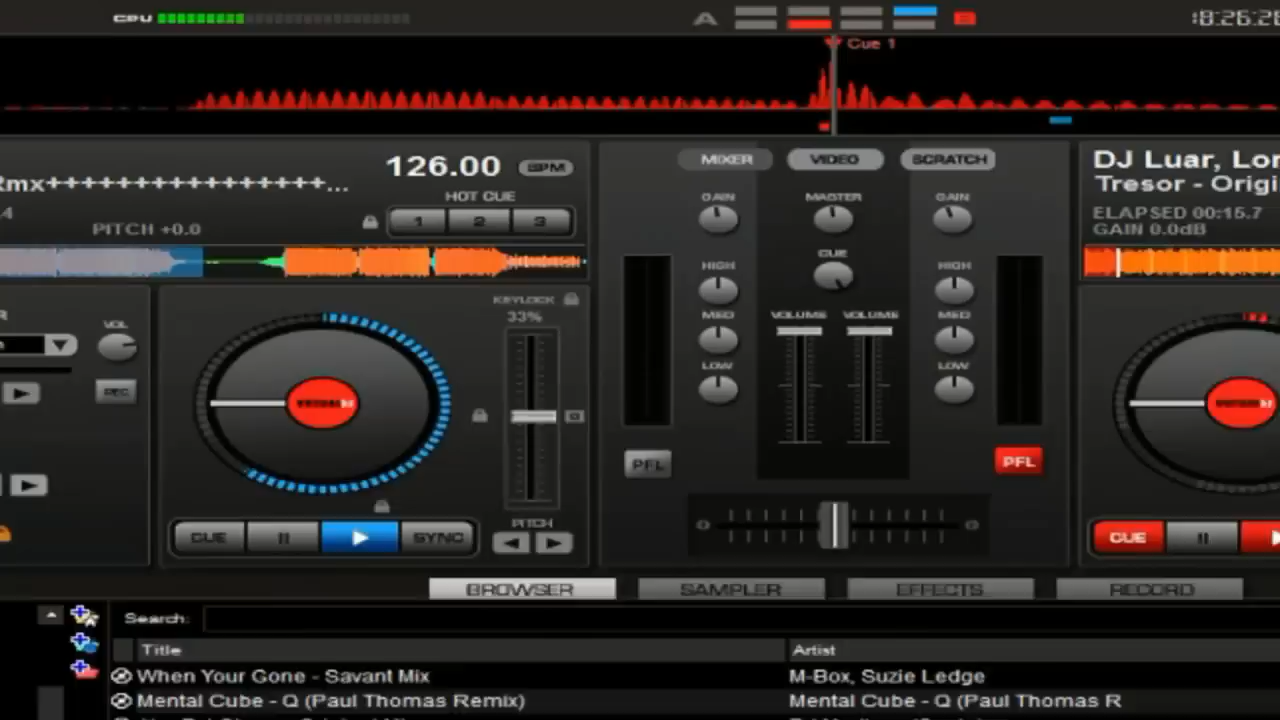 CPU
A
B
:8:26:28
Cue 1
126.00 BPM
Rmx+++++++++++++++++...
HOT CUE
1 2 3
.4
PITCH +0.0
MIXER VIDEO SCRATCH
GAIN MASTER GAIN
CUE
HIGH HIGH
MED VOLUME VOLUME MED
LOW LOW
PFL PFL
DJ Luar, Lor
Tresor - Origi
ELAPSED 00:15.7
GAIN 0.0dB
KEYLOCK
33%
R
VOL
REC
CUE II SYNC
PITCH
CUE II
BROWSER SAMPLER EFFECTS RECORD
Search:
Title Artist
When Your Gone - Savant Mix M-Box, Suzie Ledge
Mental Cube - Q (Paul Thomas Remix) Mental Cube - Q (Paul Thomas R